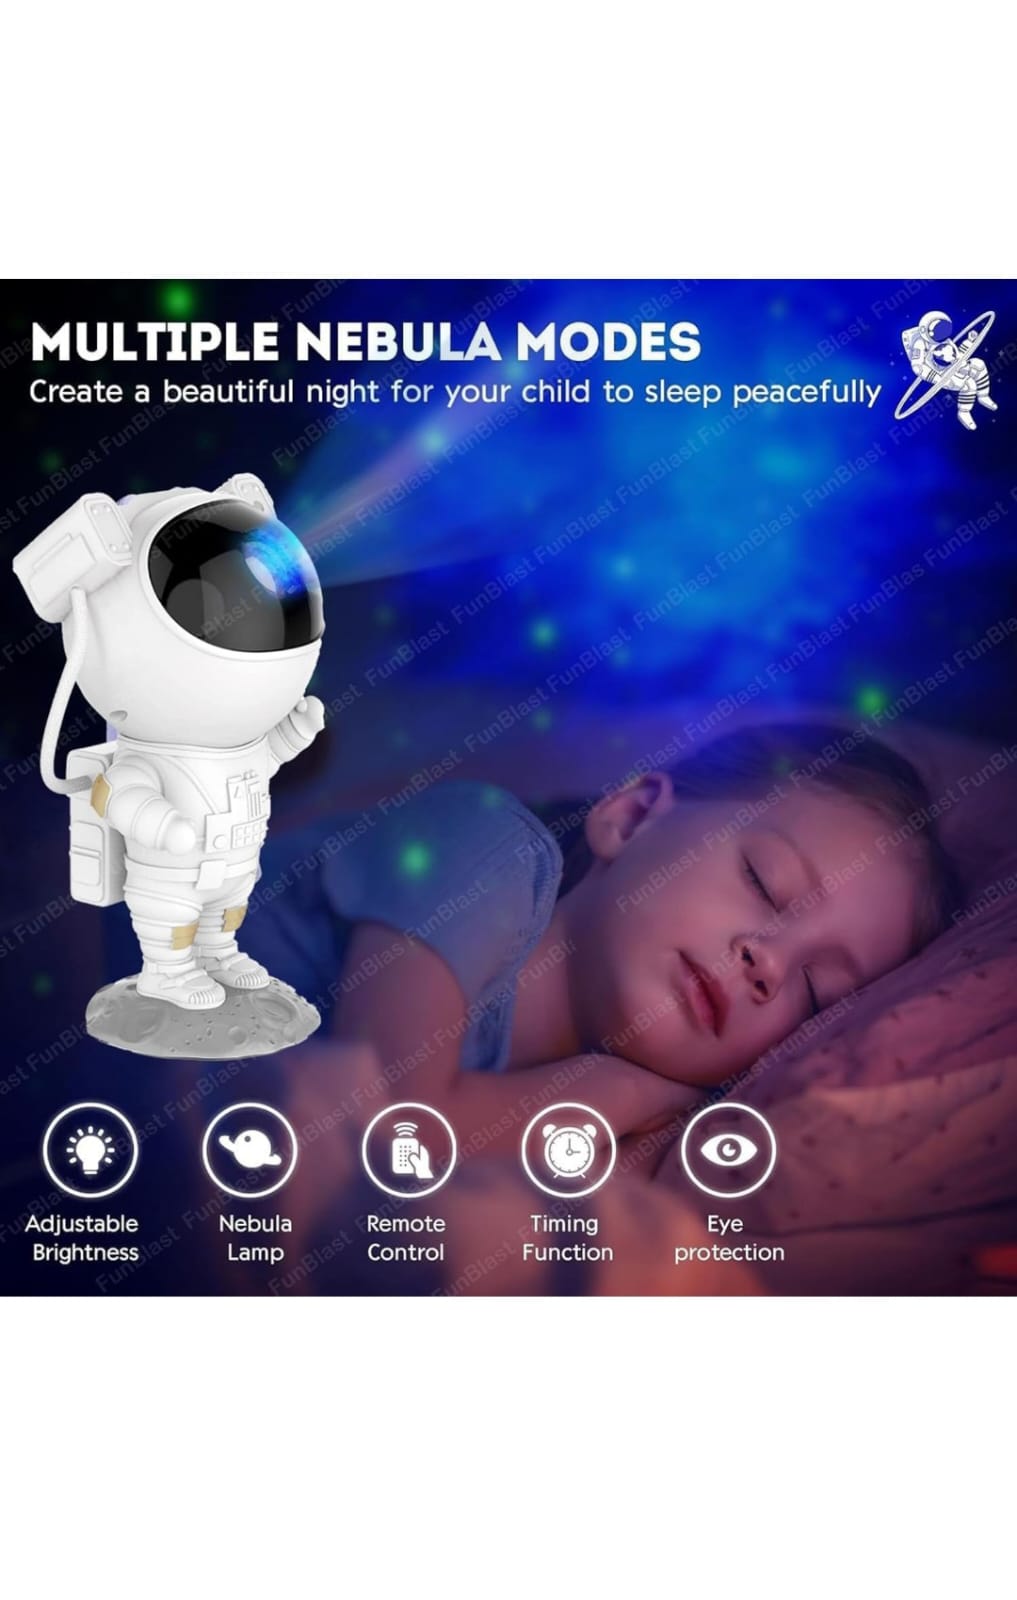 MULTIPLE NEBULA MODES
Create a beautiful night for your child to sleep peacefully
Adjustable
Brightness
Nebula
Lamp
Remote
Control
Timing
Function
Eye
protection
FunBlast